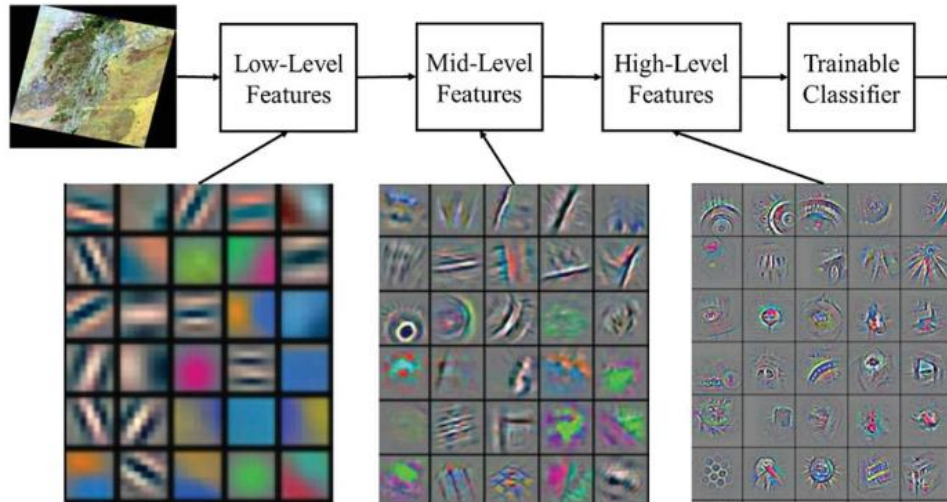 Low-Level
Features
Mid-Level
Features
High-Level
Features
Trainable
Classifier